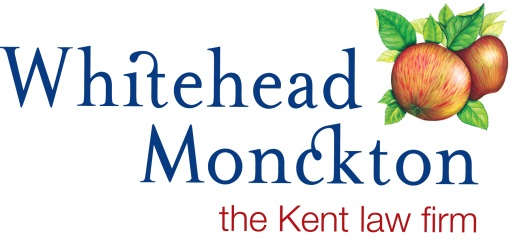 Whitehead
Monckton
the Kent law firm